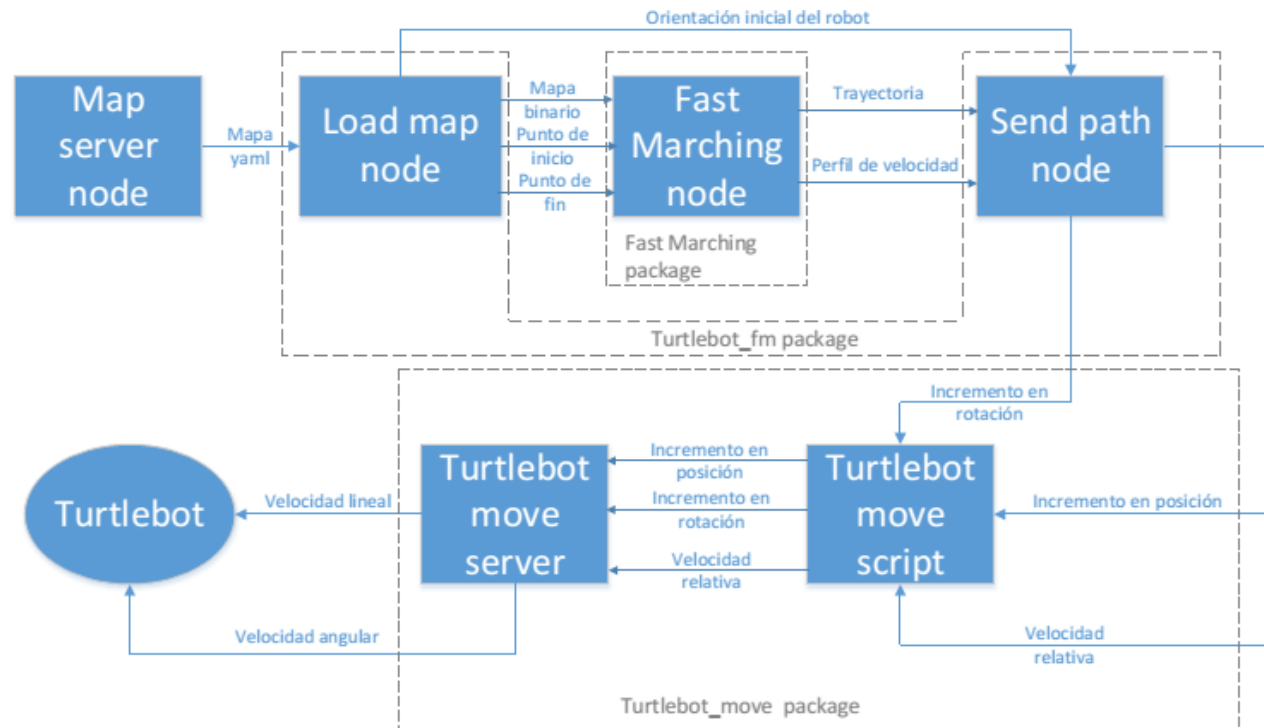 Orientación inicial del robot
Map
server
node
Mapa
yaml
Load map
node
Mapa
binario
Punto de
inicio
Punto de
fin
Fast
Marching
node
Fast Marching
package
Trayectoria
Perfil de velocidad
Send path
node
Turtlebot_fm package
Incremento en
rotación
Turtlebot
Velocidad lineal
Velocidad angular
Turtlebot
move
server
Incremento en
posición
Incremento en
rotación
Velocidad
relativa
Turtlebot
move
script
Incremento en posición
Velocidad
relativa
Turtlebot_move package